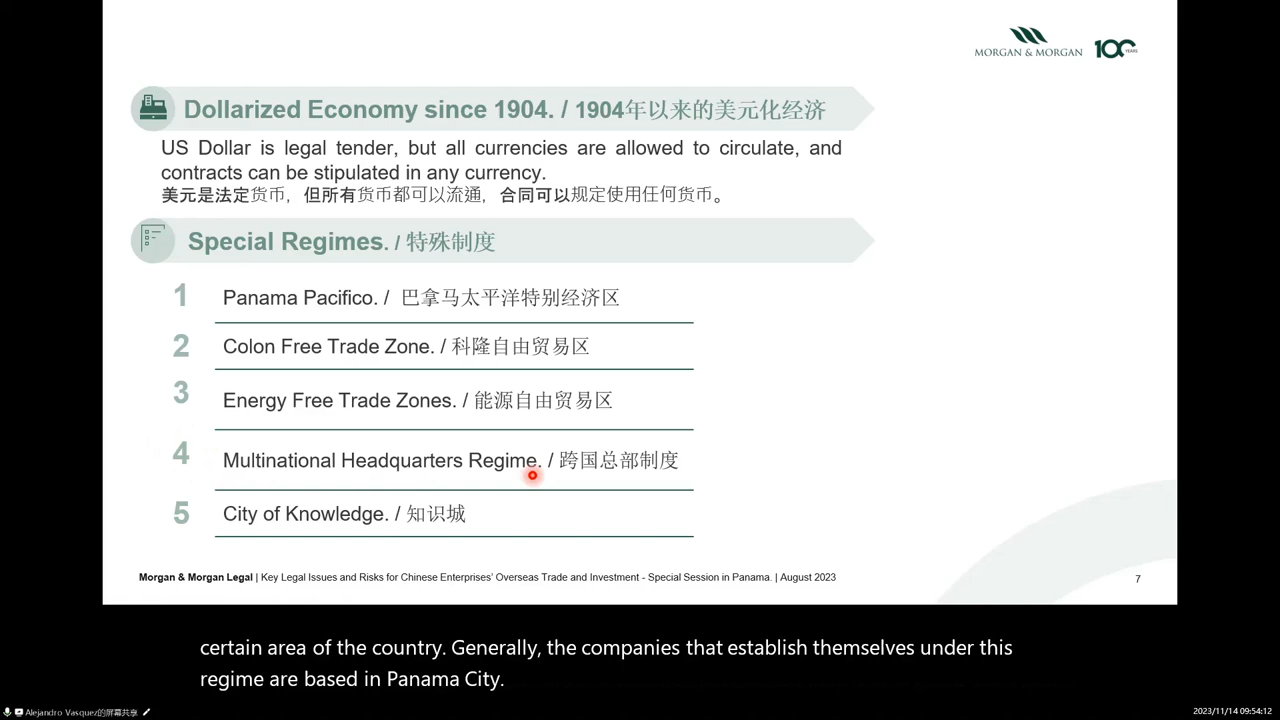 MORGAN & MORGAN 100 YEARS
Dollarized Economy since 1904. / 1904年以来的美元化经济
US Dollar is legal tender, but all currencies are allowed to circulate, and
contracts can be stipulated in any currency.
美元是法定货币，但所有货币都可以流通，合同可以规定使用任何货币。
Special Regimes. / 特殊制度
1 Panama Pacifico. / 巴拿马太平洋特别经济区
2 Colon Free Trade Zone. / 科隆自由贸易区
3 Energy Free Trade Zones. / 能源自由贸易区
4 Multinational Headquarters Regime. / 跨国总部制度
5 City of Knowledge. / 知识城
Morgan & Morgan Legal | Key Legal Issues and Risks for Chinese Enterprises' Overseas Trade and Investment - Special Session in Panama. | August 2023
7
certain area of the country. Generally, the companies that establish themselves under this
regime are based in Panama City.
Alejandro Vasquez的屏幕共享
2023/11/14 09:54:12